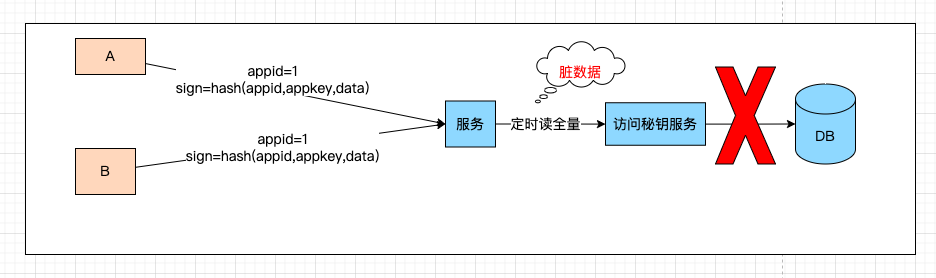 A
appid=1
sign=hash(appid,appkey,data)
脏数据
服务
定时读全量
访问秘钥服务
DB
appid=1
sign=hash(appid,appkey,data)
B